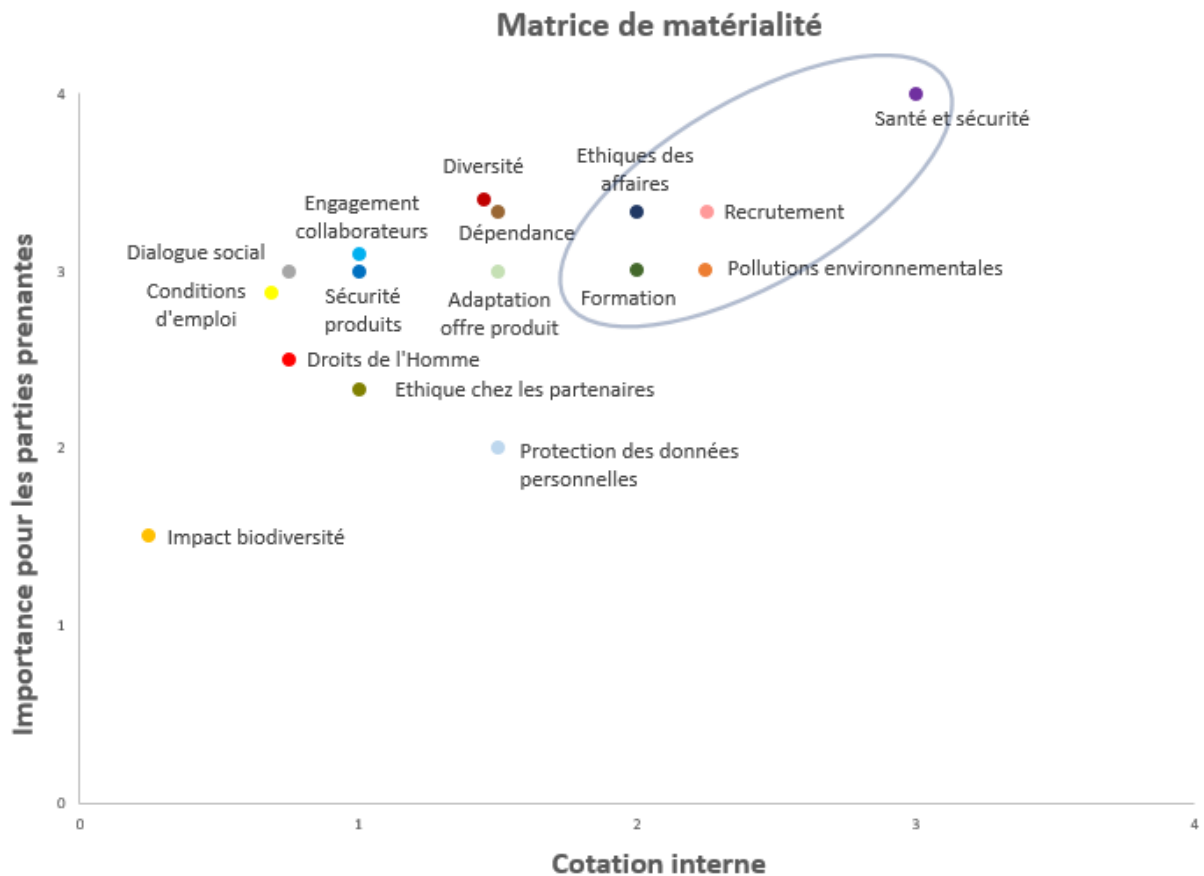 Matrice de matérialité
4
Santé et sécurité
Diversité
Ethiques des
affaires
Engagement
collaborateurs
Recrutement
Dépendance
Dialogue social
3
Pollutions environnementales
Conditions
d'emploi
Sécurité
produits
Adaptation
offre produit
Formation
Droits de l'Homme
Ethique chez les partenaires
2
Protection des données
personnelles
Impact biodiversité
1
0
0
1
2
3
4
Importance pour les parties prenantes
Cotation interne